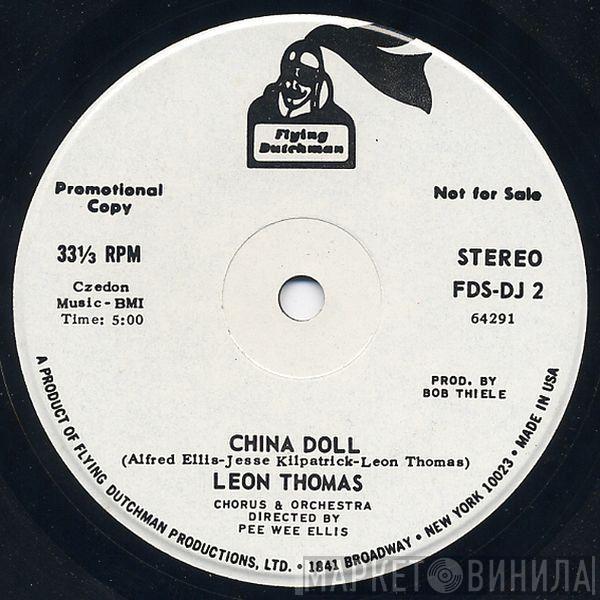 Flying
Dutchman
Promotional
Copy
Not for Sale
33⅓ RPM
STEREO
Czedon
Music-BMI
Time: 5:00
FDS-DJ 2
64291
PROD. BY
BOB THIELE
CHINA DOLL
(Alfred Ellis-Jesse Kilpatrick-Leon Thomas)
LEON THOMAS
CHORUS & ORCHESTRA
DIRECTED BY
PEE WEE ELLIS
A PRODUCT OF FLYING DUTCHMAN PRODUCTIONS, LTD. • 1841 BROADWAY • NEW YORK 10023 • MADE IN USA
МАРКЕТ ВИНИЛА